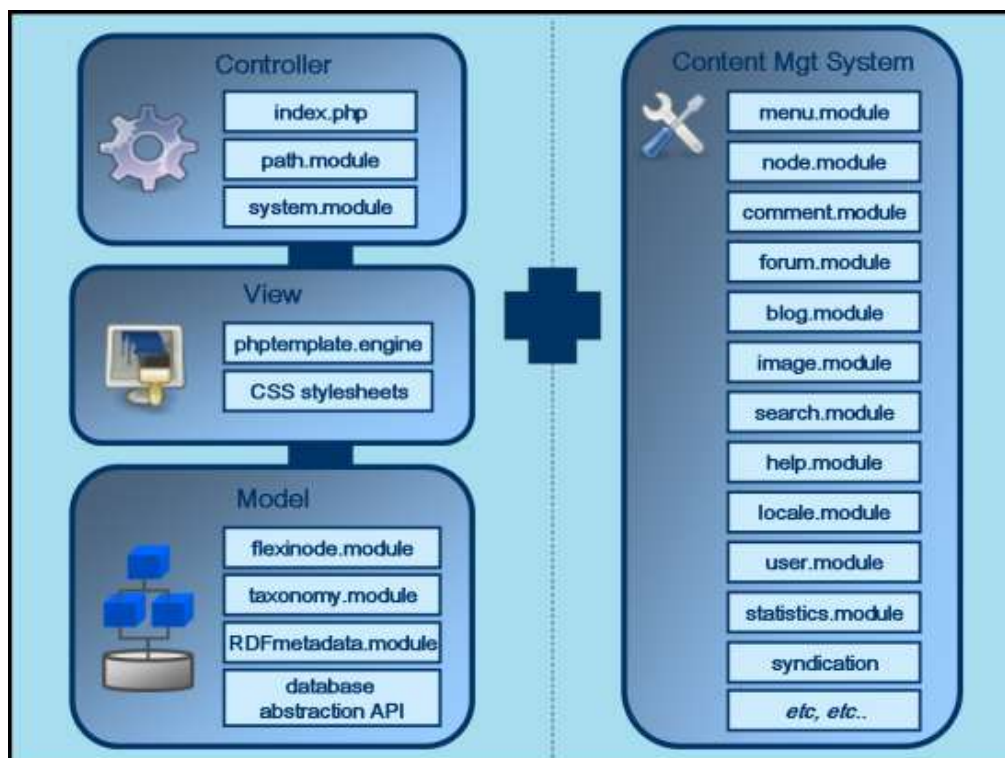 Controller
index.php
path.module
system.module
View
phptemplate.engine
CSS stylesheets
Model
flexinode.module
taxonomy.module
RDFmetadata.module
database
abstraction API
Content Mgt System
menu.module
node.module
comment.module
forum.module
blog.module
image.module
search.module
help.module
locale.module
user.module
statistics.module
syndication
etc, etc..